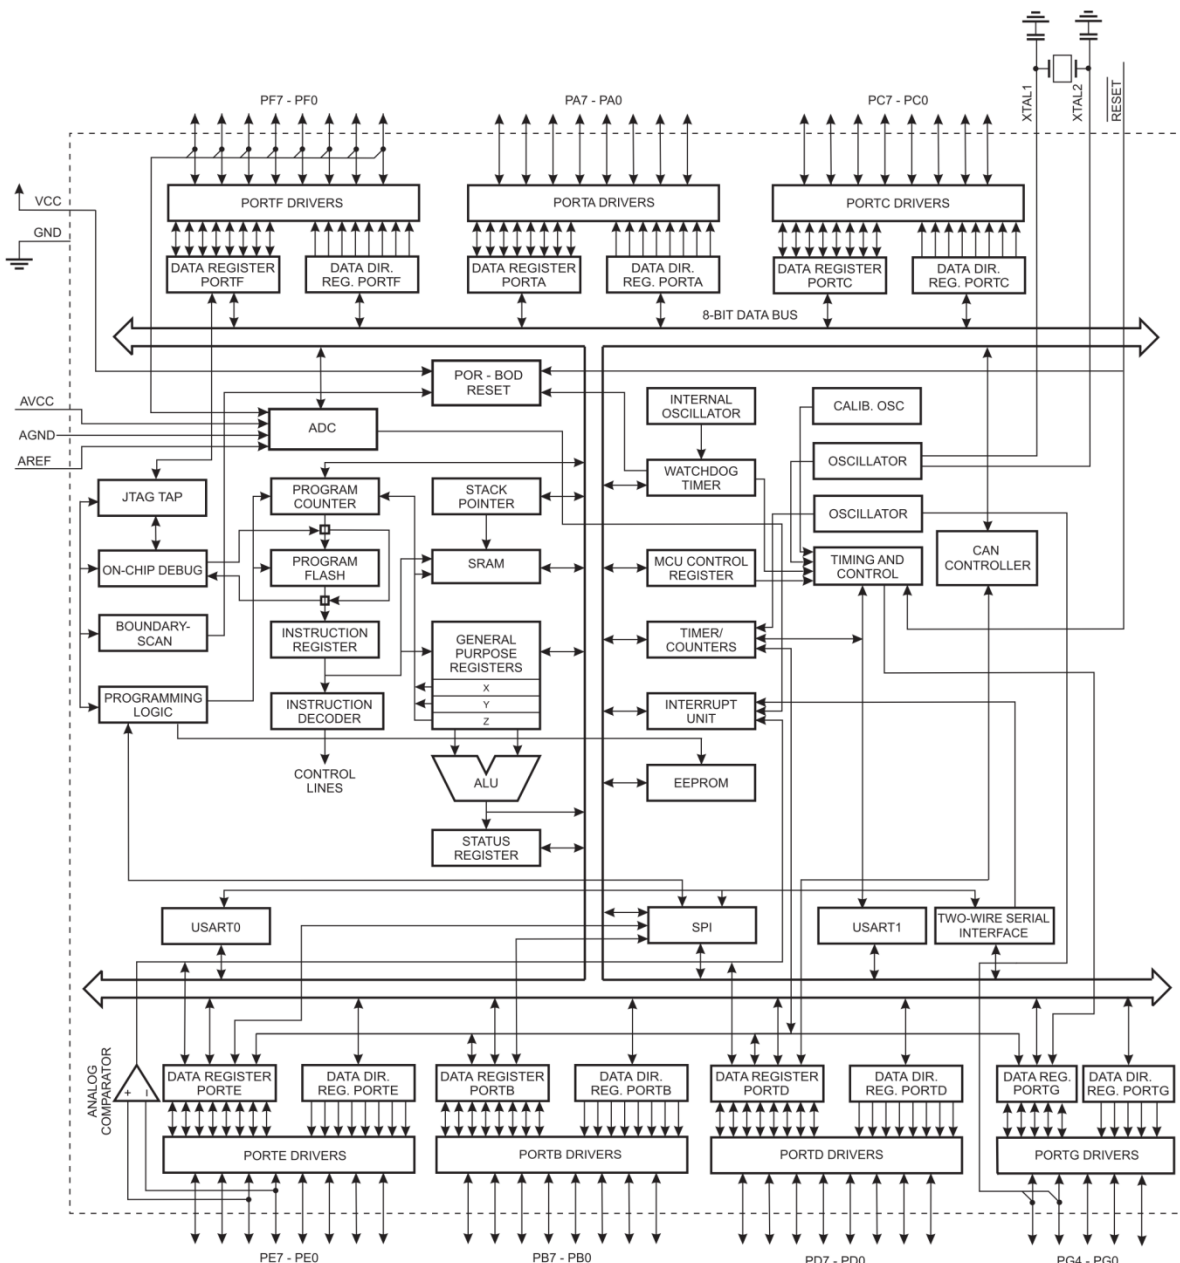 XTAL1
XTAL2
RESET
PF7 - PF0
PA7 - PA0
PC7 - PC0
VCC
GND
PORTF DRIVERS
PORTA DRIVERS
PORTC DRIVERS
DATA REGISTER
PORTF
DATA DIR.
REG. PORTF
DATA REGISTER
PORTA
DATA DIR.
REG. PORTA
DATA REGISTER
PORTC
DATA DIR.
REG. PORTC
8-BIT DATA BUS
POR - BOD
RESET
INTERNAL
OSCILLATOR
CALIB. OSC
AVCC
AGND
AREF
ADC
OSCILLATOR
WATCHDOG
TIMER
JTAG TAP
PROGRAM
COUNTER
STACK
POINTER
OSCILLATOR
ON-CHIP DEBUG
PROGRAM
FLASH
SRAM
MCU CONTROL
REGISTER
TIMING AND
CONTROL
CAN
CONTROLLER
BOUNDARY-
SCAN
INSTRUCTION
REGISTER
GENERAL
PURPOSE
REGISTERS
X
Y
Z
TIMER/
COUNTERS
PROGRAMMING
LOGIC
INSTRUCTION
DECODER
INTERRUPT
UNIT
CONTROL
LINES
ALU
EEPROM
STATUS
REGISTER
USART0
SPI
USART1
TWO-WIRE SERIAL
INTERFACE
ANALOG
COMPARATOR
+
-
DATA REGISTER
PORTE
DATA DIR.
REG. PORTE
DATA REGISTER
PORTB
DATA DIR.
REG. PORTB
DATA REGISTER
PORTD
DATA DIR.
REG. PORTD
DATA REG.
PORTG
DATA DIR.
REG. PORTG
PORTE DRIVERS
PORTB DRIVERS
PORTD DRIVERS
PORTG DRIVERS
PE7 - PE0
PB7 - PB0
PD7 - PD0
PG4 - PG0